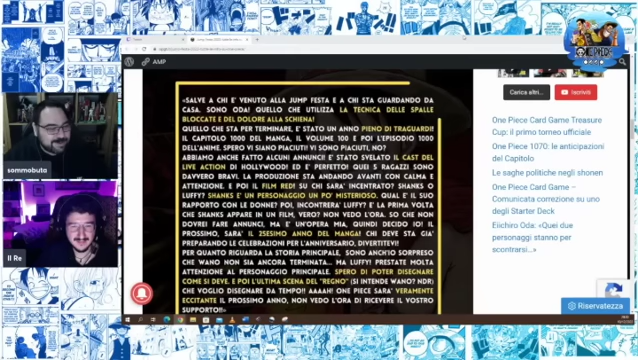 AMP
«SALVE A CHI E' VENUTO ALLA JUMP FESTA E A CHI STA GUARDANDO DA
CASA. SONO ODA! QUELLO CHE UTILIZZA LA TECNICA DELLE SPALLE
BLOCCATE E DEL DOLORE ALLA SCHIENA!
QUELLO CHE STA PER TERMINARE, E' STATO UN ANNO PIENO DI TRAGUARDI!
IL CAPITOLO 1000 DEL MANGA, IL VOLUME 100 E POI L'EPISODIO 1000
DELL'ANIME. SPERO VI SIANO PIACIUTI! VI SONO PIACIUTI, NO?
ABBIAMO ANCHE FATTO ALCUNI ANNUNCI! E' STATO SVELATO IL CAST DEL
LIVE ACTION DI HOLLYWOOD! ED E' PERFETTO! QUEI 5 RAGAZZI SONO
DAVVERO BRAVI. LA PRODUZIONE STA ANDANDO AVANTI CON CALMA E
ATTENZIONE. E POI IL FILM RED! SU CHI SARA' INCENTRATO? SHANKS O
LUFFY? SHANKS E' UN PERSONAGGIO UN PO' MISTERIOSO. QUAL E' IL SUO
RAPPORTO CON LE DONNE? POI, INCONTRERA' LUFFY? E' LA PRIMA VOLTA
CHE SHANKS APPARE IN UN FILM, VERO? NON VEDO L'ORA. SO CHE NON
DOVREI FARE ANNUNCI, MA E' UN'OPERA MIA, QUINDI DECIDO IO! IL
PROSSIMO, SARA' IL 25ESIMO ANNO DEL MANGA! CHI DEVE STA GIA'
PREPARANDO LE CELEBRAZIONI PER L'ANNIVERSARIO, DIVERTITEVI!
PER QUANTO RIGUARDA LA STORIA PRINCIPALE, SONO ANCH'IO SORPRESO
CHE WANO NON SIA ANCORA TERMINATA... MA LUFFY! PRESTATE MOLTA
ATTENZIONE AL PERSONAGGIO PRINCIPALE. SPERO DI POTER DISEGNARE
COME SI DEVE. E POI L'ULTIMA SCENA DEL "REGNO" (SI INTENDE WANO? NDR)
CHE VOGLIO DISEGNARE DA TEMPO!! AAAAH! ONE PIECE SARA' VERAMENTE
ECCITANTE IL PROSSIMO ANNO, NON VEDO L'ORA DI RICEVERE IL VOSTRO
SUPPORTO!!»
Carica altri...
Iscriviti
One Piece Card Game Treasure
Cup: il primo torneo ufficiale
One Piece 1070: le anticipazioni
del Capitolo
Le saghe politiche negli shonen
One Piece Card Game –
Comunicata correzione su uno
degli Starter Deck
Eiichiro Oda: «Quei due
personaggi stanno per
scontrarsi...»
Riservatezza
sommobuta
Il Re